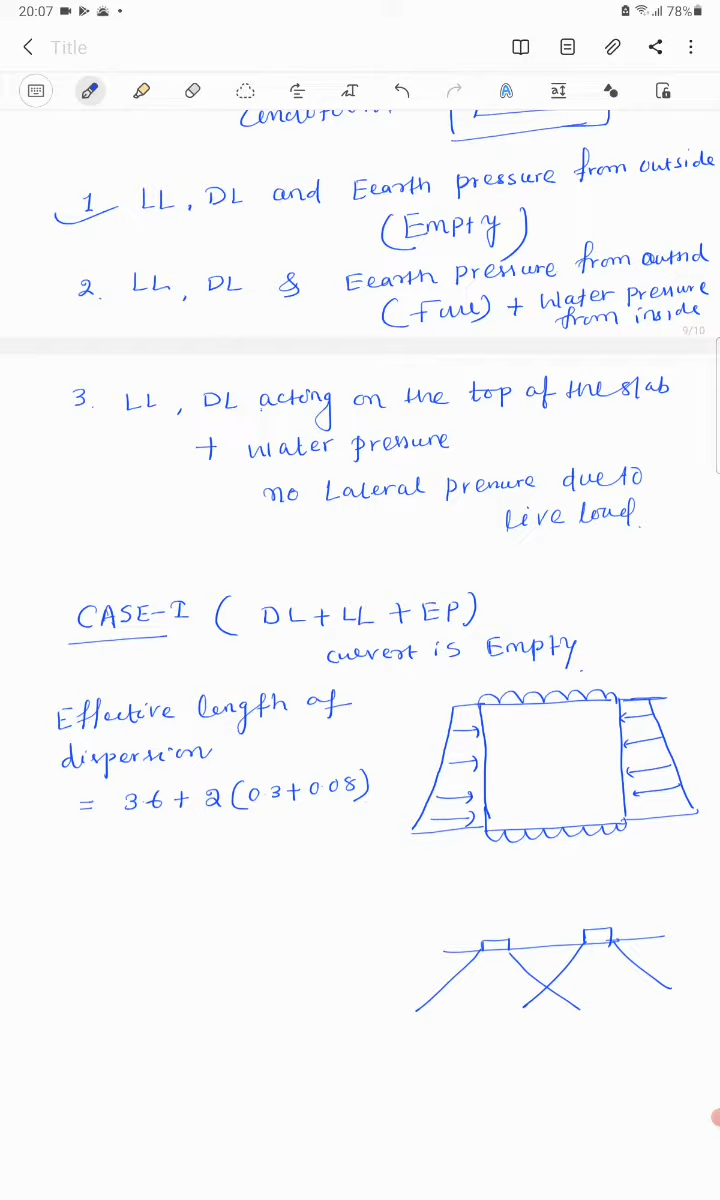 20:07 78%
Title
1 LL, DL and Eearth pressure from outside
(Empty)
2. LL, DL & Eearth pressure from outnd
(Full) + Water pressure
from inside
9/10
3. LL, DL acting on the top of the slab
+ Water pressure
no Lateral pressure due to
live load.
CASE-I ( DL + LL + EP)
culvert is Empty.
Effective length of
dispersion
= 3.6 + 2 (0.3+0.08)